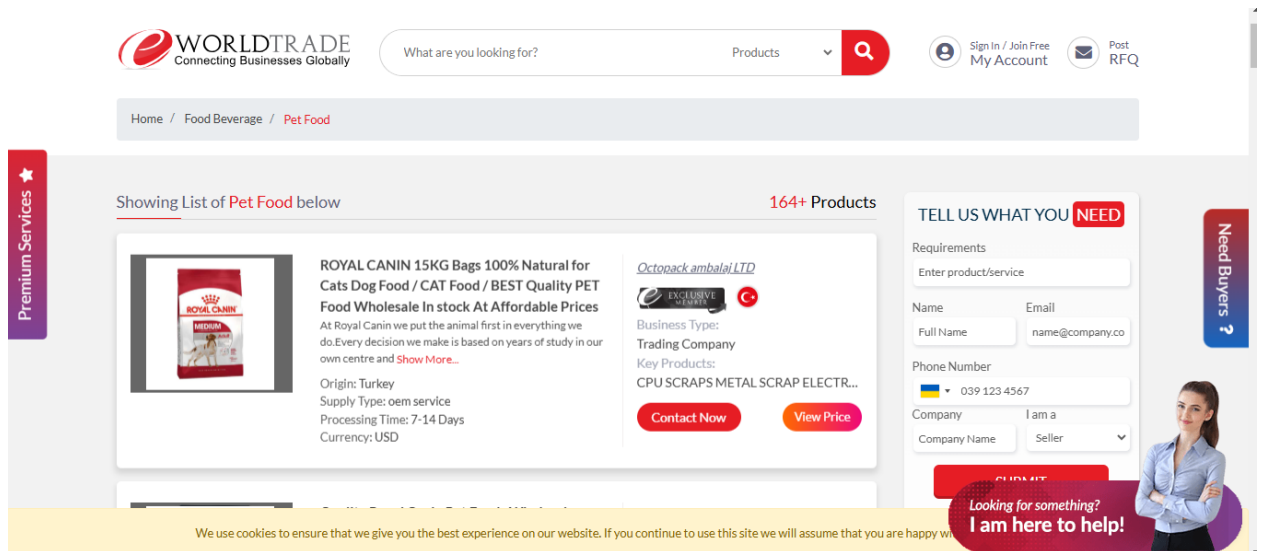 WORLDTRADE
Connecting Businesses Globally
What are you looking for?
Products
Sign In / Join Free
My Account
Post
RFQ
Home / Food Beverage / Pet Food
Premium Services
Showing List of Pet Food below
164+ Products
ROYAL CANIN
MEDIUM
ROYAL CANIN 15KG Bags 100% Natural for
Cats Dog Food / CAT Food / BEST Quality PET
Food Wholesale In stock At Affordable Prices
At Royal Canin we put the animal first in everything we
do.Every decision we make is based on years of study in our
own centre and Show More...
Origin: Turkey
Supply Type: oem service
Processing Time: 7-14 Days
Currency: USD
Octopack ambalaj LTD
EXCLUSIVE
MEMBER
Business Type:
Trading Company
Key Products:
CPU SCRAPS METAL SCRAP ELECTR...
Contact Now
View Price
TELL US WHAT YOU NEED
Requirements
Enter product/service
Name
Email
Full Name
name@company.co
Phone Number
039 123 4567
Company
I am a
Company Name
Seller
SUBMIT
Need Buyers ?
We use cookies to ensure that we give you the best experience on our website. If you continue to use this site we will assume that you are happy
Looking for something?
I am here to help!